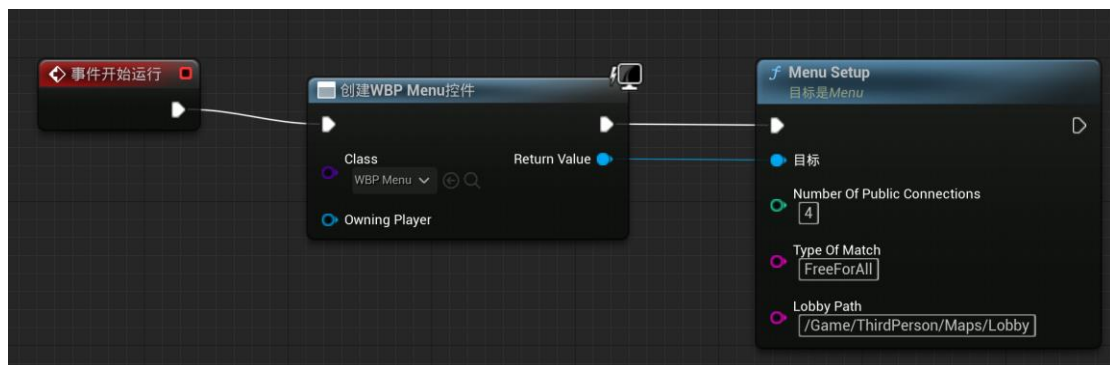 事件开始运行
创建WBP Menu控件
Class
WBP Menu
Return Value
Owning Player
f Menu Setup
目标是Menu
目标
Number Of Public Connections
4
Type Of Match
FreeForAll
Lobby Path
/Game/ThirdPerson/Maps/Lobby